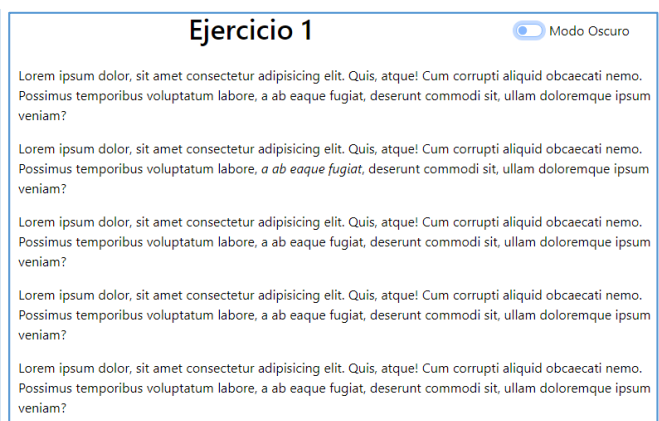 Ejercicio 1
Modo Oscuro
Lorem ipsum dolor, sit amet consectetur adipisicing elit. Quis, atque! Cum corrupti aliquid obcaecati nemo.
Possimus temporibus voluptatum labore, a ab eaque fugiat, deserunt commodi sit, ullam doloremque ipsum
veniam?
Lorem ipsum dolor, sit amet consectetur adipisicing elit. Quis, atque! Cum corrupti aliquid obcaecati nemo.
Possimus temporibus voluptatum labore, a ab eaque fugiat, deserunt commodi sit, ullam doloremque ipsum
veniam?
Lorem ipsum dolor, sit amet consectetur adipisicing elit. Quis, atque! Cum corrupti aliquid obcaecati nemo.
Possimus temporibus voluptatum labore, a ab eaque fugiat, deserunt commodi sit, ullam doloremque ipsum
veniam?
Lorem ipsum dolor, sit amet consectetur adipisicing elit. Quis, atque! Cum corrupti aliquid obcaecati nemo.
Possimus temporibus voluptatum labore, a ab eaque fugiat, deserunt commodi sit, ullam doloremque ipsum
veniam?
Lorem ipsum dolor, sit amet consectetur adipisicing elit. Quis, atque! Cum corrupti aliquid obcaecati nemo.
Possimus temporibus voluptatum labore, a ab eaque fugiat, deserunt commodi sit, ullam doloremque ipsum
veniam?